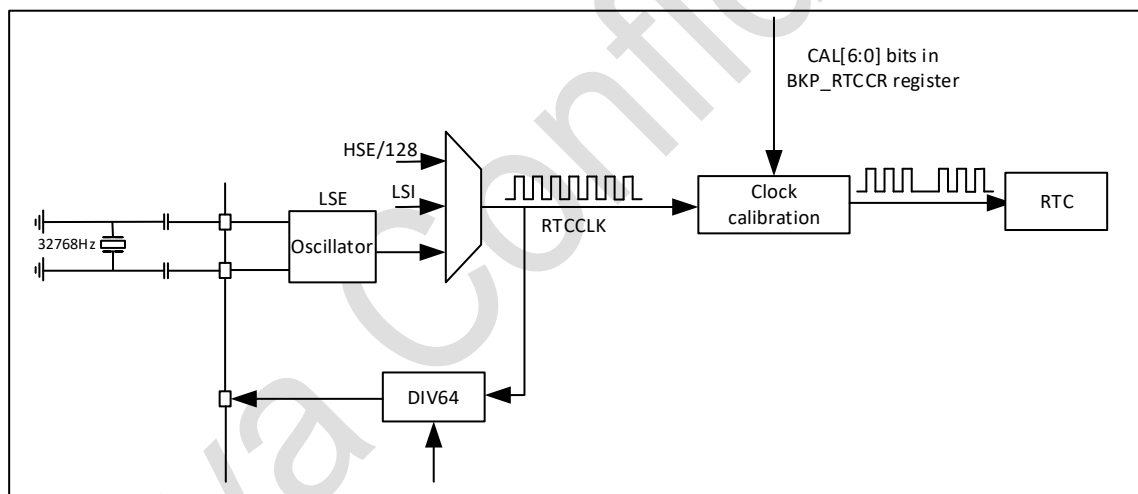 CAL[6:0] bits in
BKP_RTCCR register
HSE/128
LSI
LSE
Oscillator
32768Hz
RTCCLK
Clock
calibration
RTC
DIV64